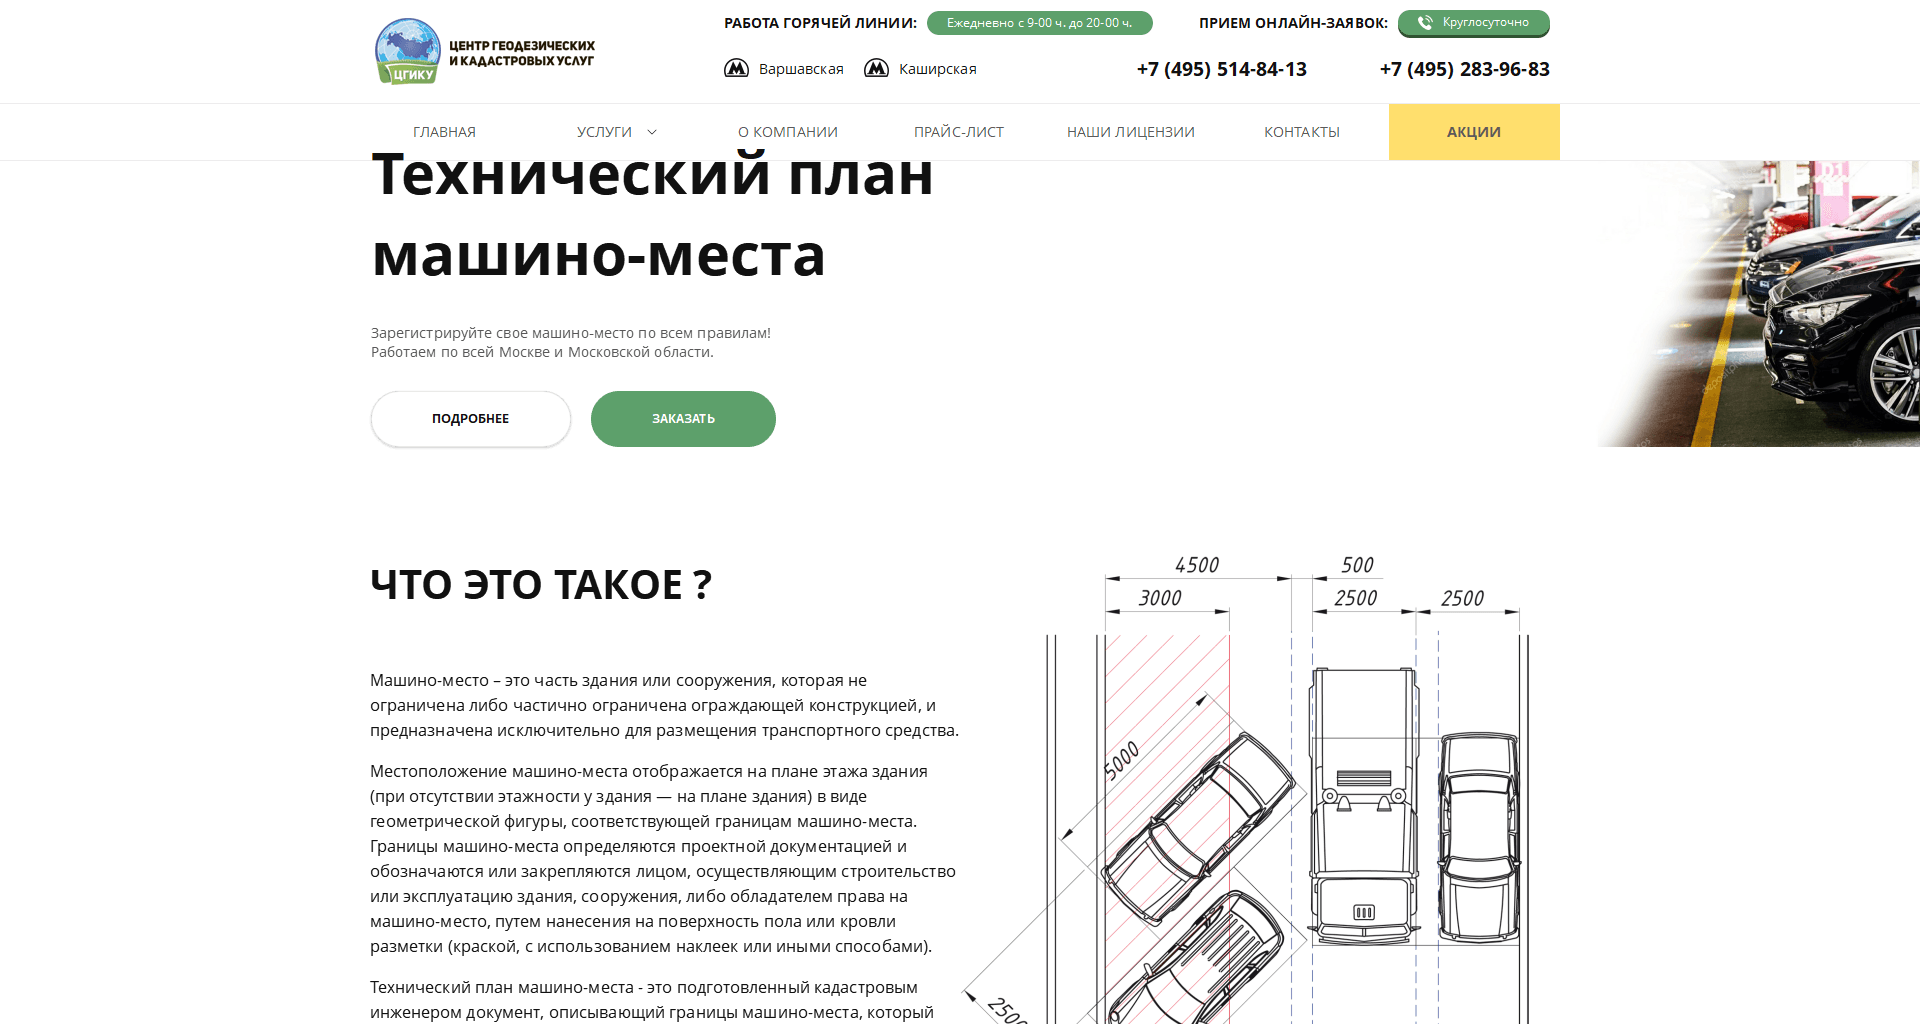 ЦЕНТР ГЕОДЕЗИЧЕСКИХ
И КАДАСТРОВЫХ УСЛУГ
ЦГИКУ
РАБОТА ГОРЯЧЕЙ ЛИНИИ:
Ежедневно с 9-00 ч. до 20-00 ч.
ПРИЕМ ОНЛАЙН-ЗАЯВОК:
Круглосуточно
Варшавская
Каширская
+7 (495) 514-84-13
+7 (495) 283-96-83
ГЛАВНАЯ
УСЛУГИ
О КОМПАНИИ
ПРАЙС-ЛИСТ
НАШИ ЛИЦЕНЗИИ
КОНТАКТЫ
АКЦИИ
Технический план
машино-места
Зарегистрируйте свое машино-место по всем правилам!
Работаем по всей Москве и Московской области.
ПОДРОБНЕЕ
ЗАКАЗАТЬ
ЧТО ЭТО ТАКОЕ ?
Машино-место – это часть здания или сооружения, которая не
ограничена либо частично ограничена ограждающей конструкцией, и
предназначена исключительно для размещения транспортного средства.
Местоположение машино-места отображается на плане этажа здания
(при отсутствии этажности у здания — на плане здания) в виде
геометрической фигуры, соответствующей границам машино-места.
Границы машино-места определяются проектной документацией и
обозначаются или закрепляются лицом, осуществляющим строительство
или эксплуатацию здания, сооружения, либо обладателем права на
машино-место, путем нанесения на поверхность пола или кровли
разметки (краской, с использованием наклеек или иными способами).
Технический план машино-места - это подготовленный кадастровым
инженером документ, описывающий границы машино-места, который
4500
500
3000
2500
2500
5000
2500